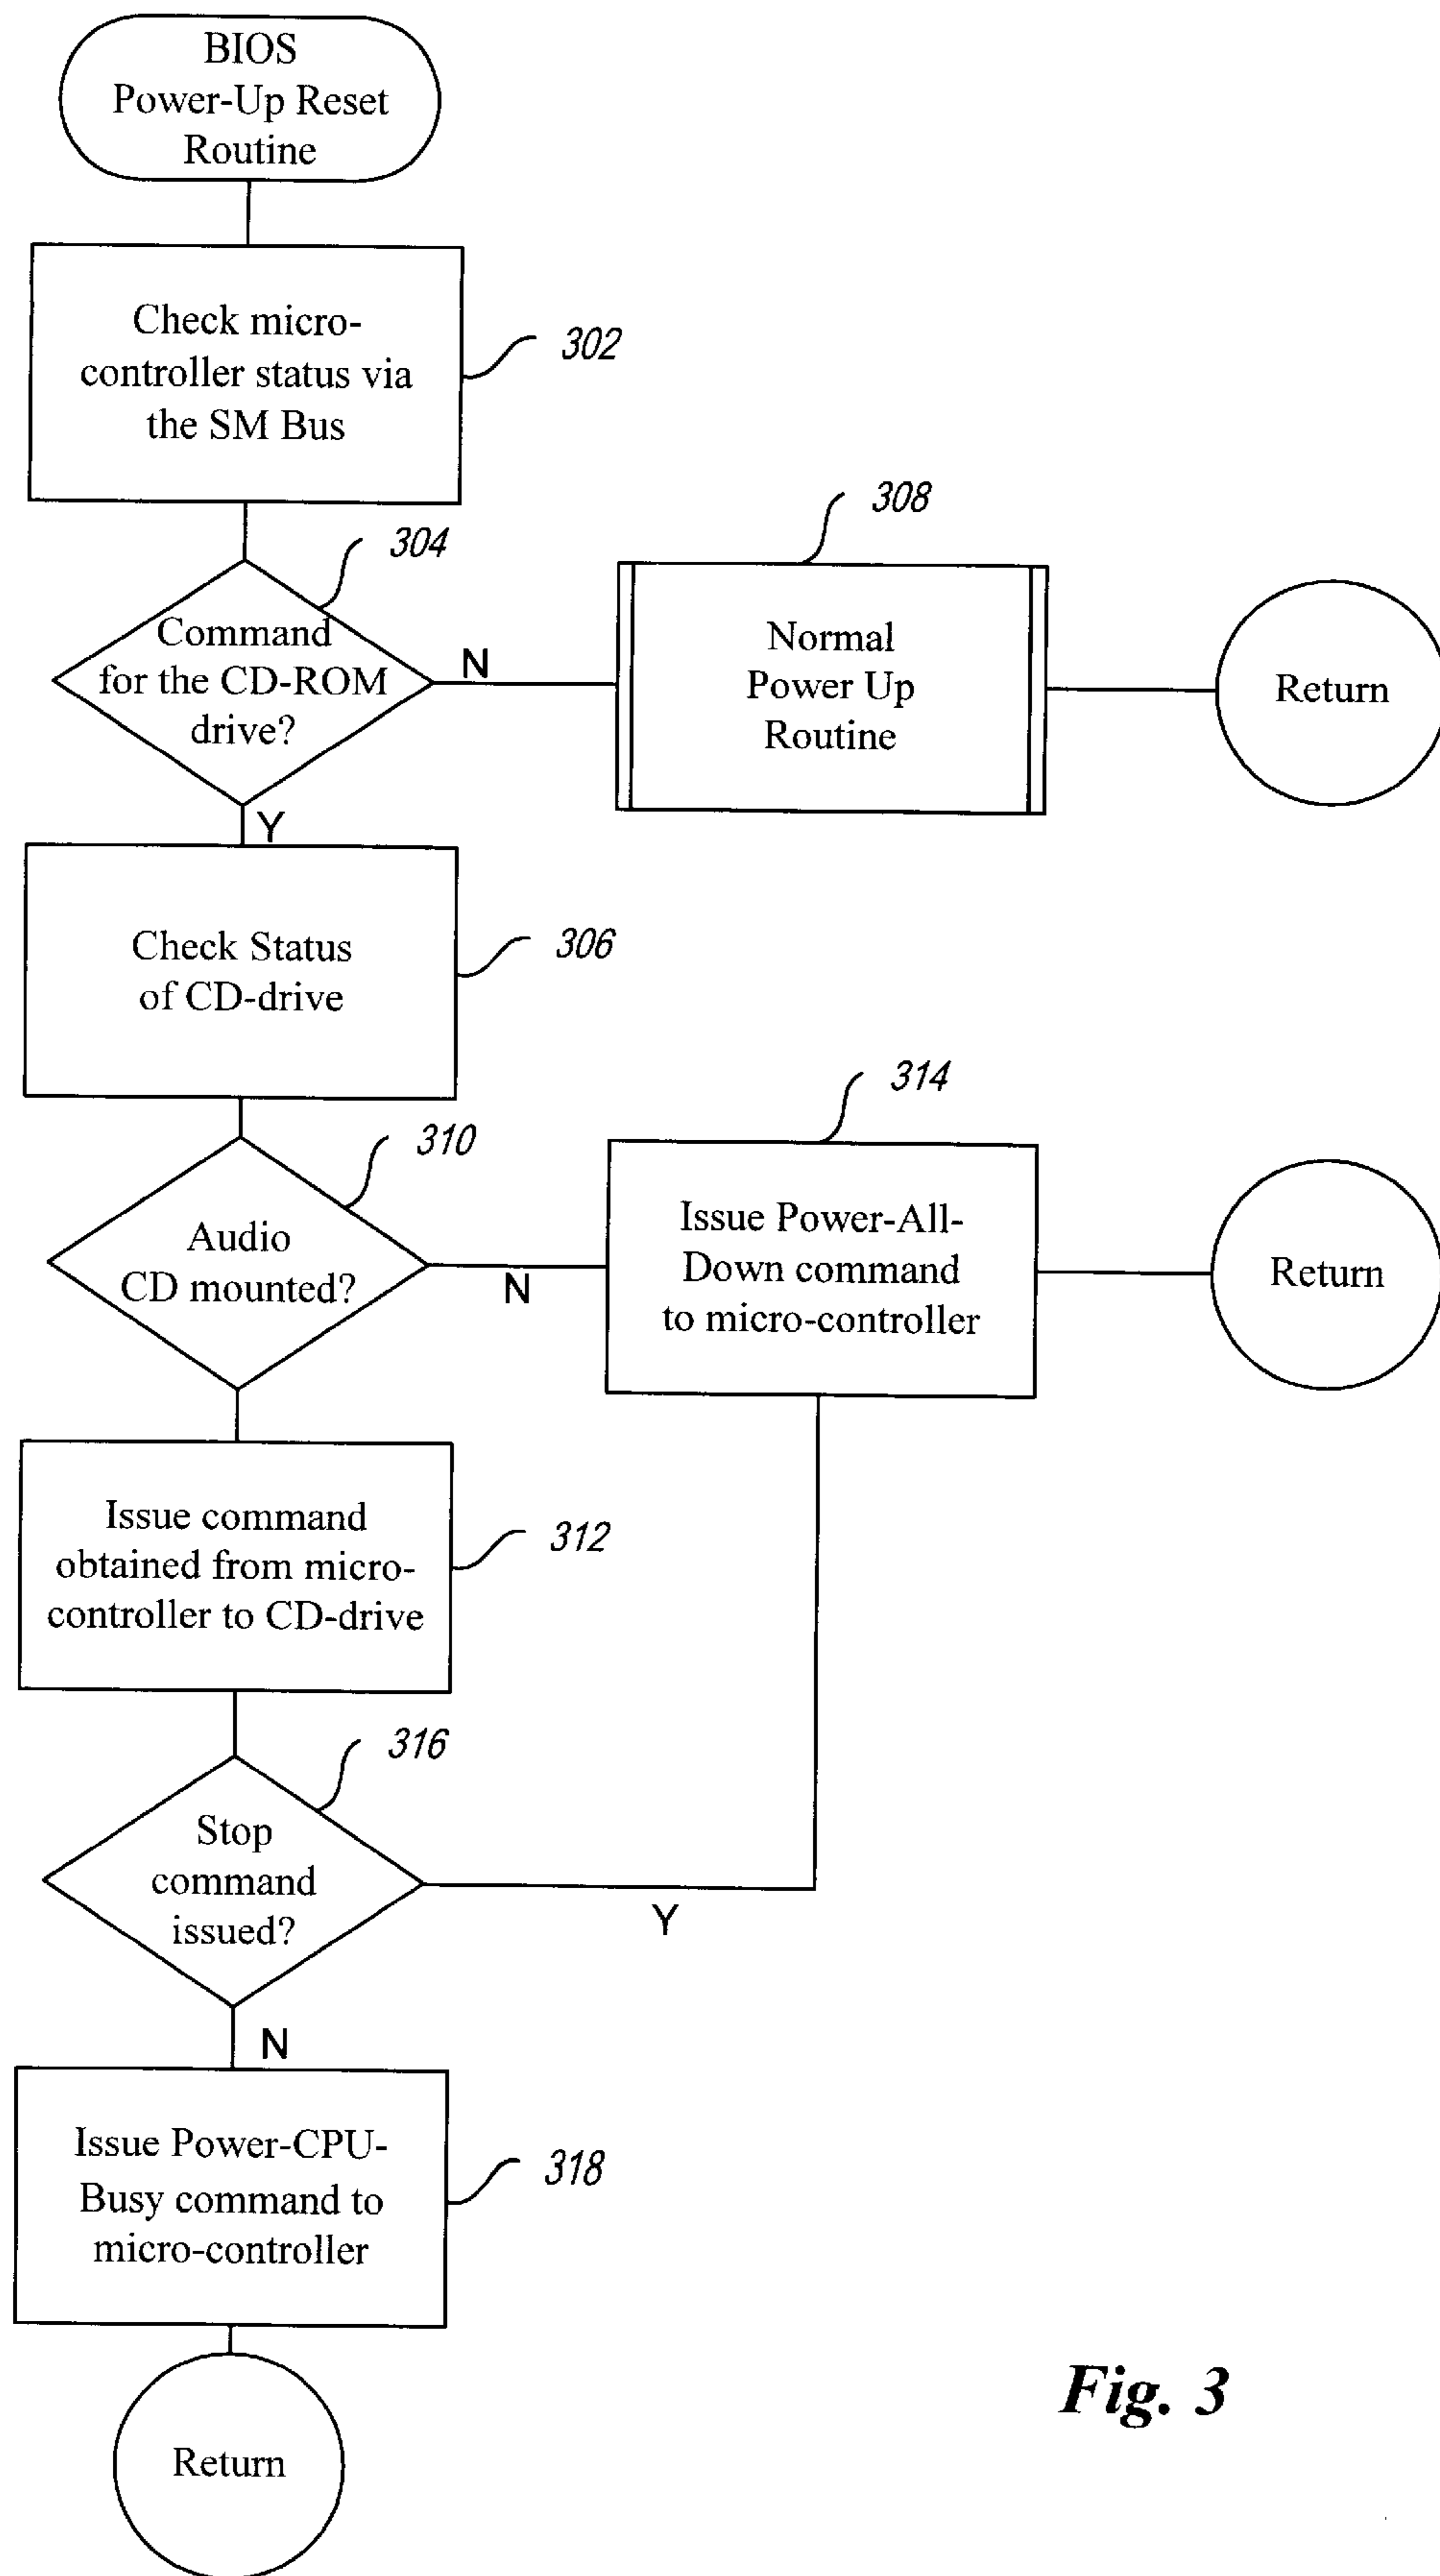 BIOS
Power-Up Reset
Routine
Check micro-
controller status via
the SM Bus
302
304
Command
for the CD-ROM
drive?
N
308
Normal
Power Up
Routine
Return
Y
Check Status
of CD-drive
306
310
Audio
CD mounted?
N
314
Issue Power-All-
Down command
to micro-controller
Return
Issue command
obtained from micro-
controller to CD-drive
312
316
Stop
command
issued?
Y
N
Issue Power-CPU-
Busy command to
micro-controller
318
Return
Fig. 3